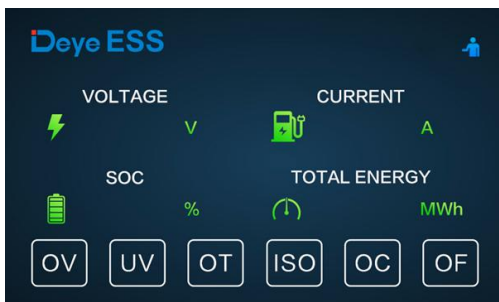 Deye ESS
VOLTAGE CURRENT
V A
SOC TOTAL ENERGY
% MWh
OV UV OT ISO OC OF